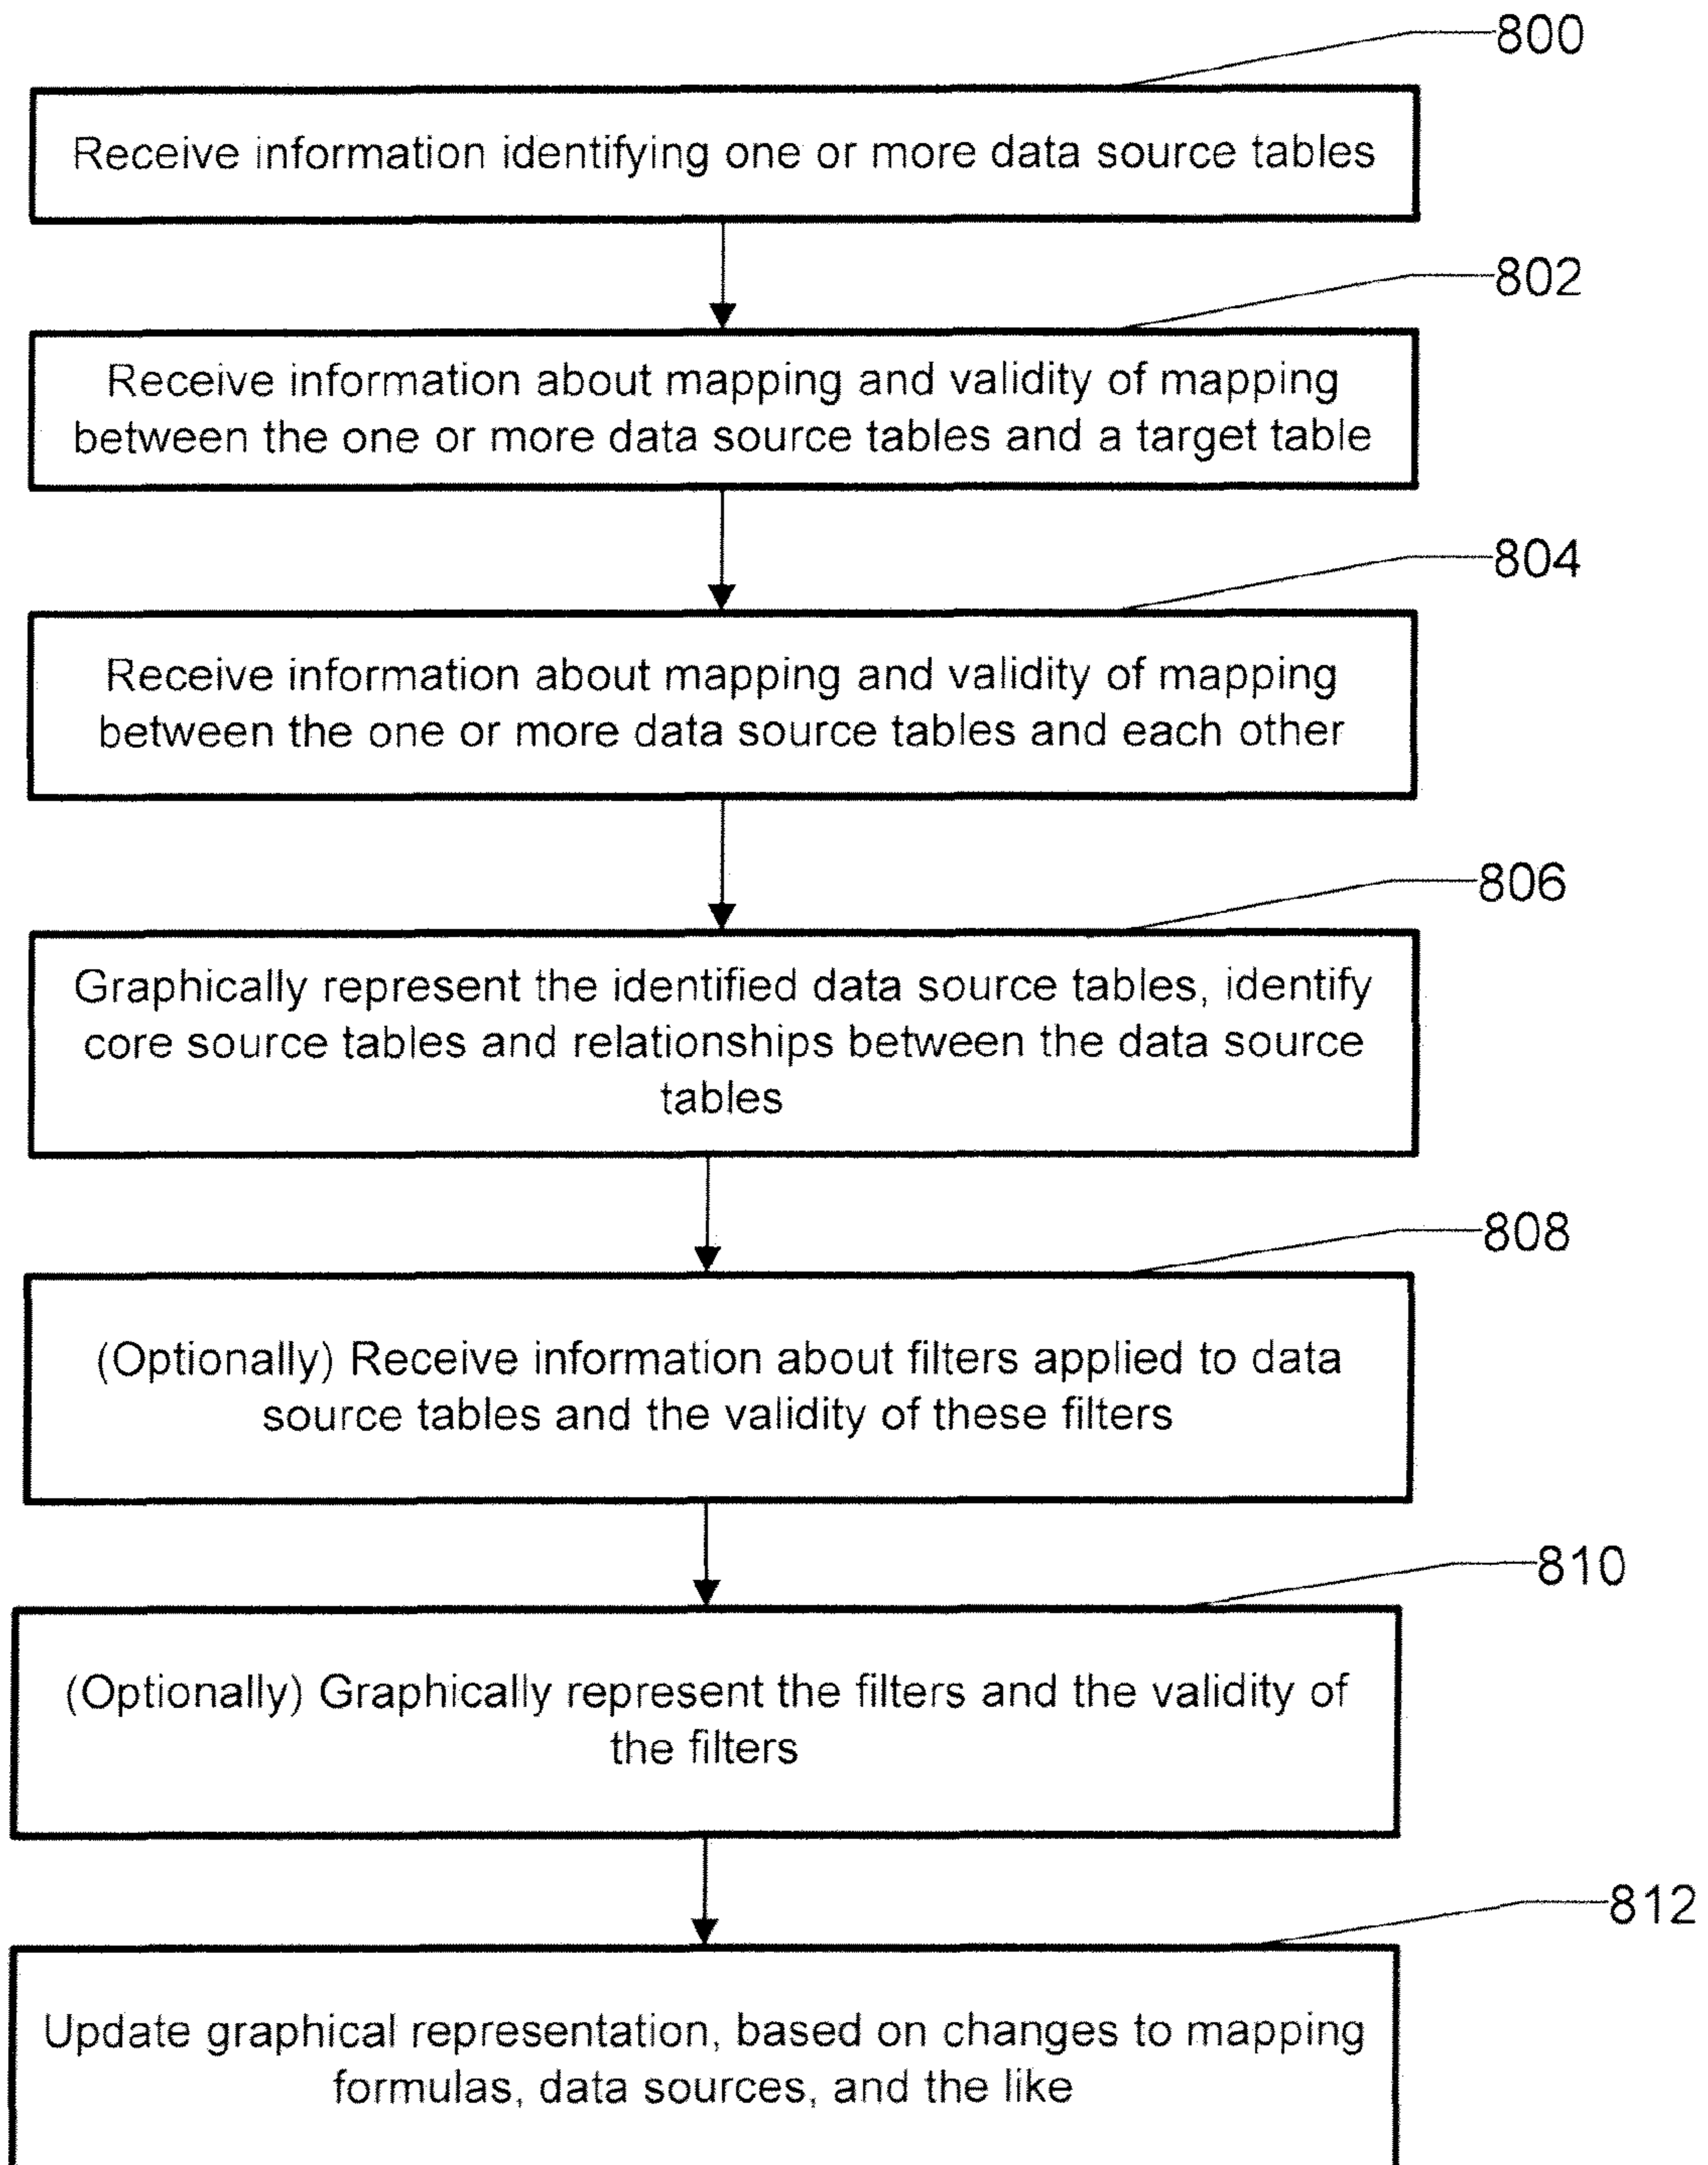 800
Receive information identifying one or more data source tables
802
Receive information about mapping and validity of mapping
between the one or more data source tables and a target table
804
Receive information about mapping and validity of mapping
between the one or more data source tables and each other
806
Graphically represent the identified data source tables, identify
core source tables and relationships between the data source
tables
808
(Optionally) Receive information about filters applied to data
source tables and the validity of these filters
810
(Optionally) Graphically represent the filters and the validity of
the filters
812
Update graphical representation, based on changes to mapping
formulas, data sources, and the like